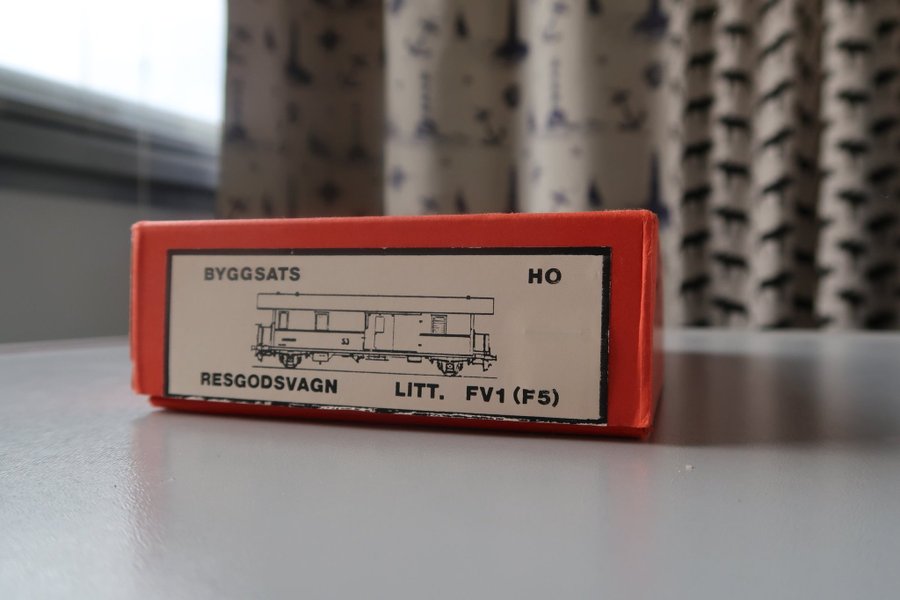 BYGGSATS HO
SJ
RESGODSVAGN LITT. FV1 (F5)